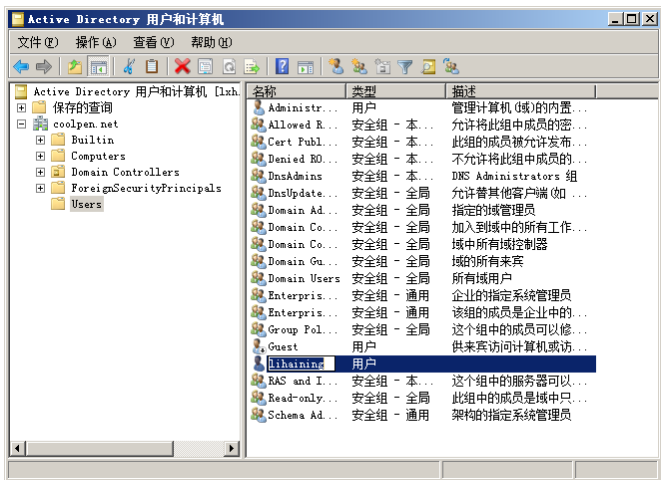 Active Directory 用户和计算机
文件(F) 操作(A) 查看(V) 帮助(H)
Active Directory 用户和计算机 [lxh.
保存的查询
coolpen.net
Builtin
Computers
Domain Controllers
ForeignSecurityPrincipals
Users
名称 类型 描述
Administr... 用户 管理计算机(域)的内置...
Allowed R... 安全组 - 本... 允许将此组中成员的密...
Cert Publ... 安全组 - 本... 此组的成员被允许发布...
Denied RO... 安全组 - 本... 不允许将此组中成员的...
DnsAdmins 安全组 - 本... DNS Administrators 组
DnsUpdate... 安全组 - 全局 允许替其他客户端(如 ...
Domain Ad... 安全组 - 全局 指定的域管理员
Domain Co... 安全组 - 全局 加入到域中的所有工作...
Domain Co... 安全组 - 全局 域中所有域控制器
Domain Gu... 安全组 - 全局 域的所有来宾
Domain Users 安全组 - 全局 所有域用户
Enterpris... 安全组 - 通用 企业的指定系统管理员
Enterpris... 安全组 - 通用 该组的成员是企业中的...
Group Pol... 安全组 - 全局 这个组中的成员可以修...
Guest 用户 供来宾访问计算机或访...
lihaining 用户
RAS and I... 安全组 - 本... 这个组中的服务器可以...
Read-only... 安全组 - 全局 此组中的成员是域中只...
Schema Ad... 安全组 - 通用 架构的指定系统管理员